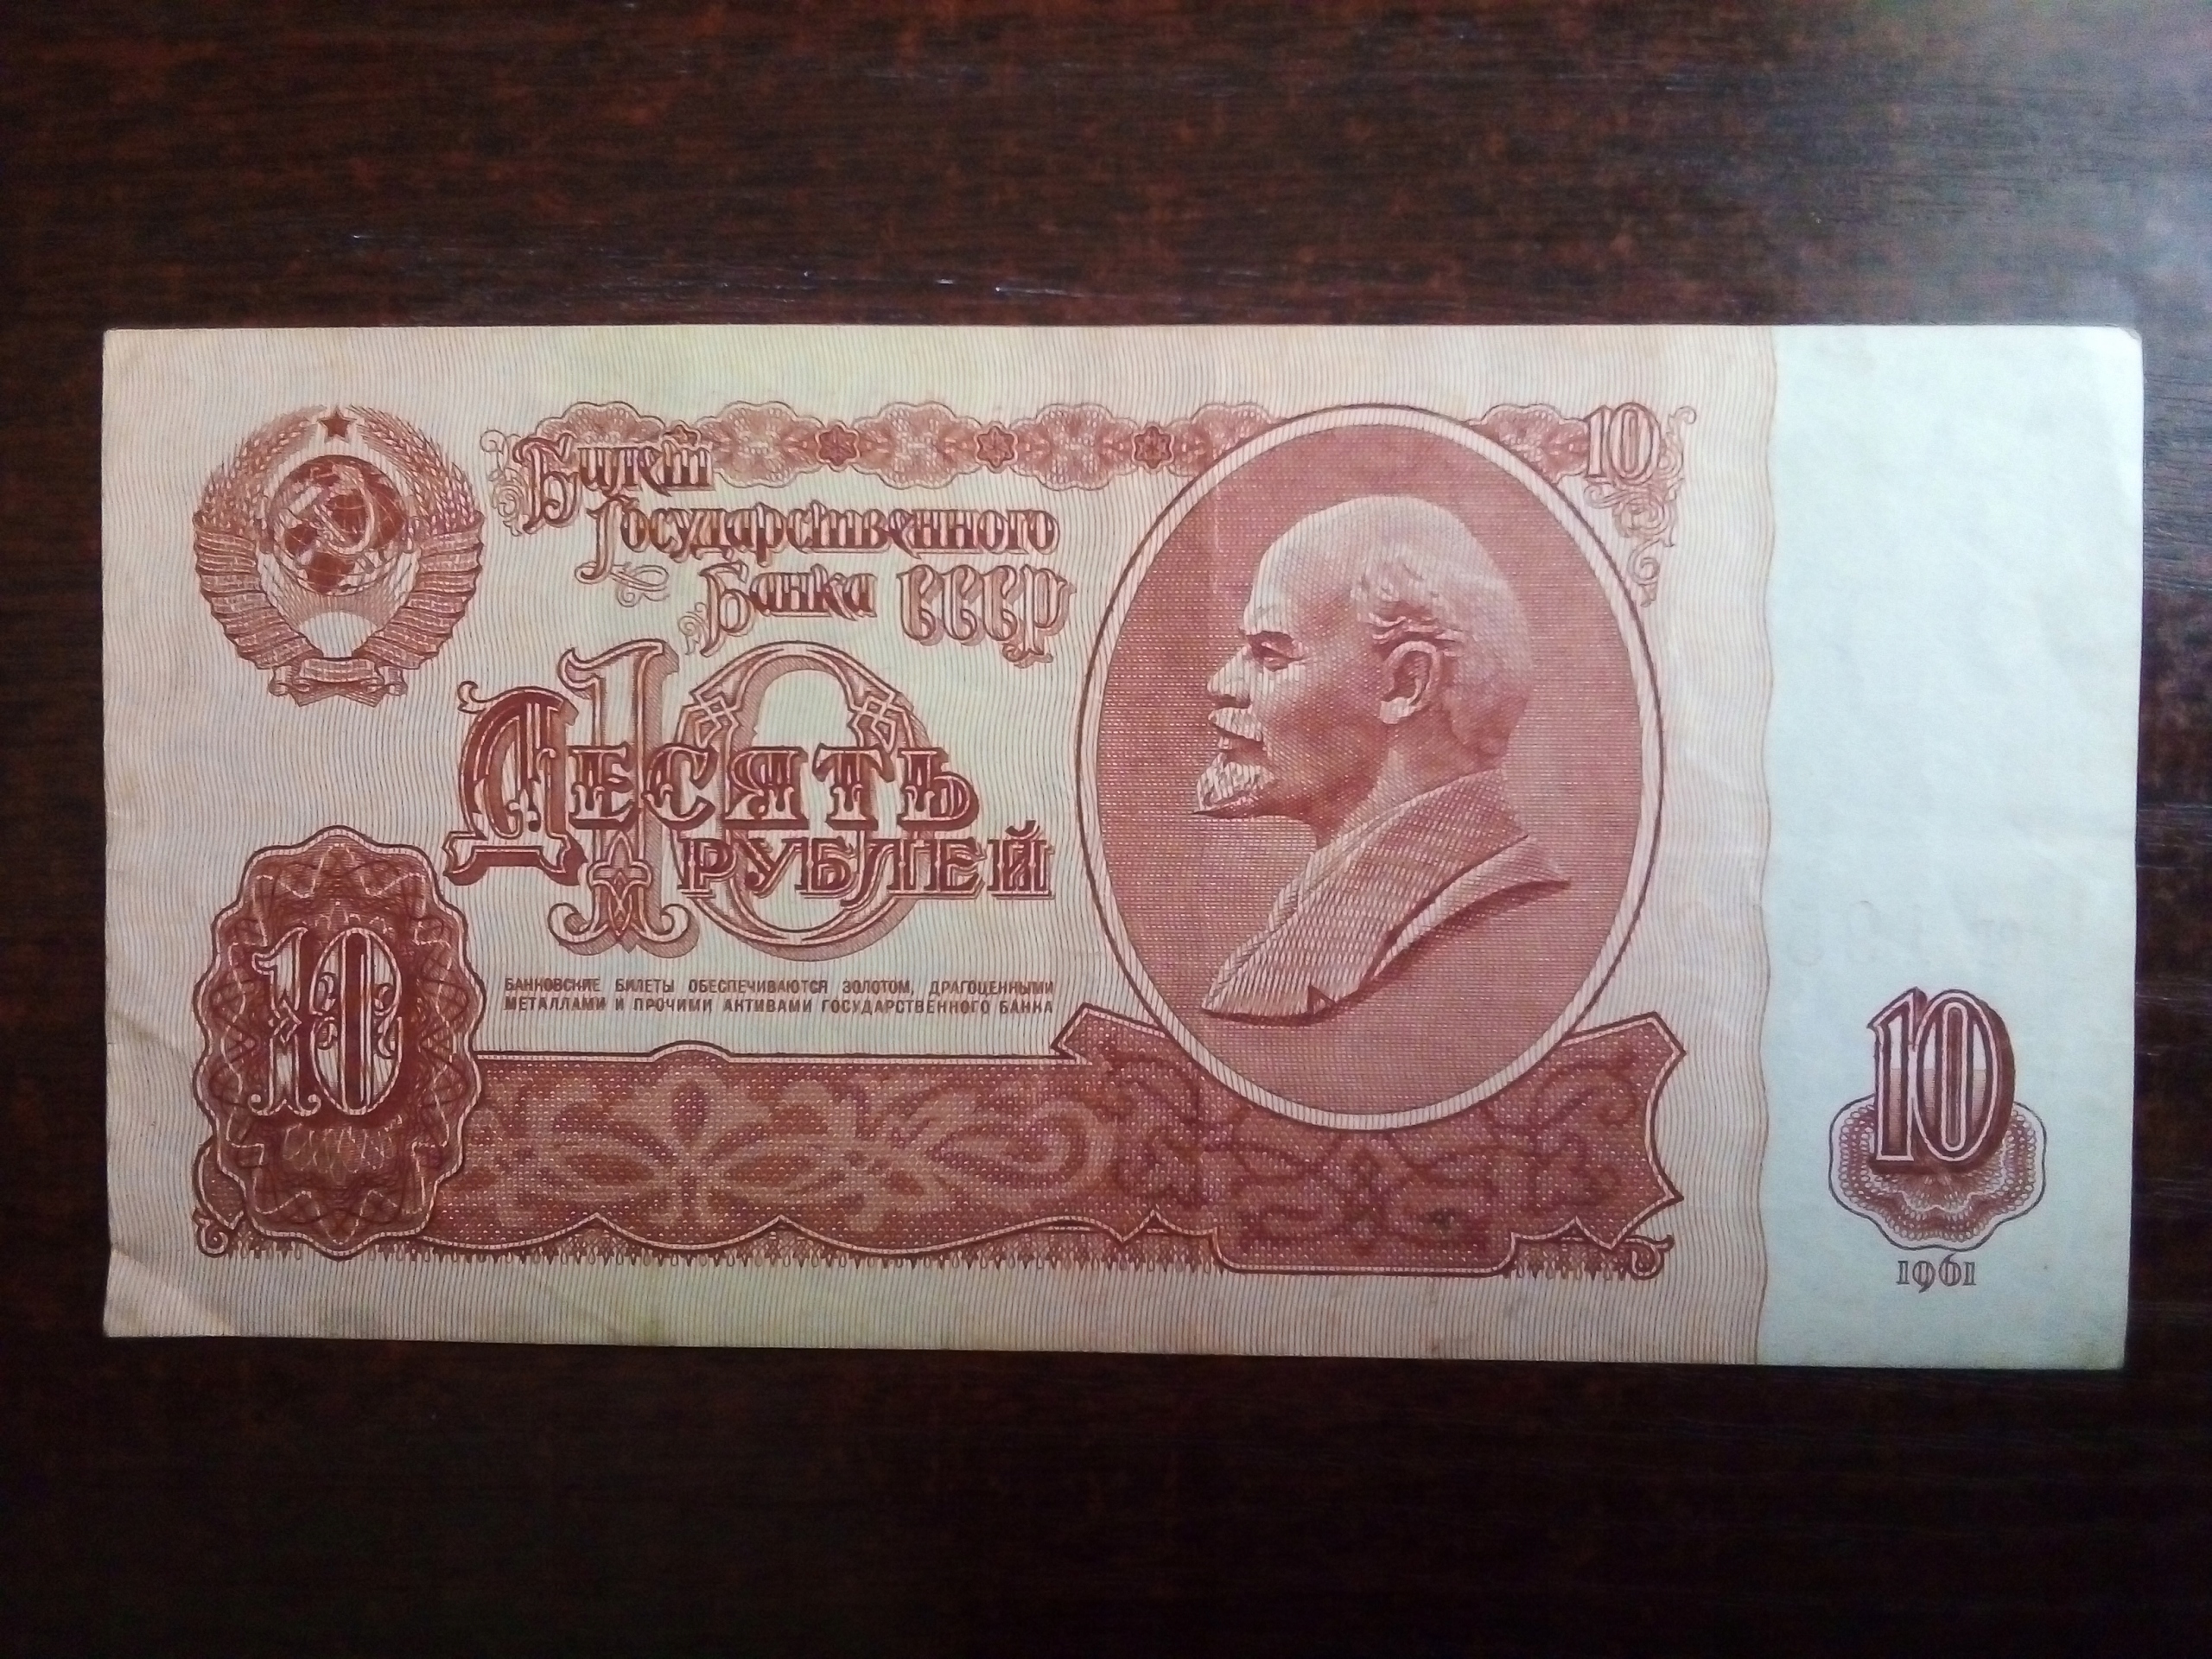 10
Билет
Государственного
Банка СССР
10
Десять
рублей
10
БАНКОВСКИЕ БИЛЕТЫ ОБЕСПЕЧИВАЮТСЯ ЗОЛОТОМ, ДРАГОЦЕННЫМИ
МЕТАЛЛАМИ И ПРОЧИМИ АКТИВАМИ ГОСУДАРСТВЕННОГО БАНКА
10
1961